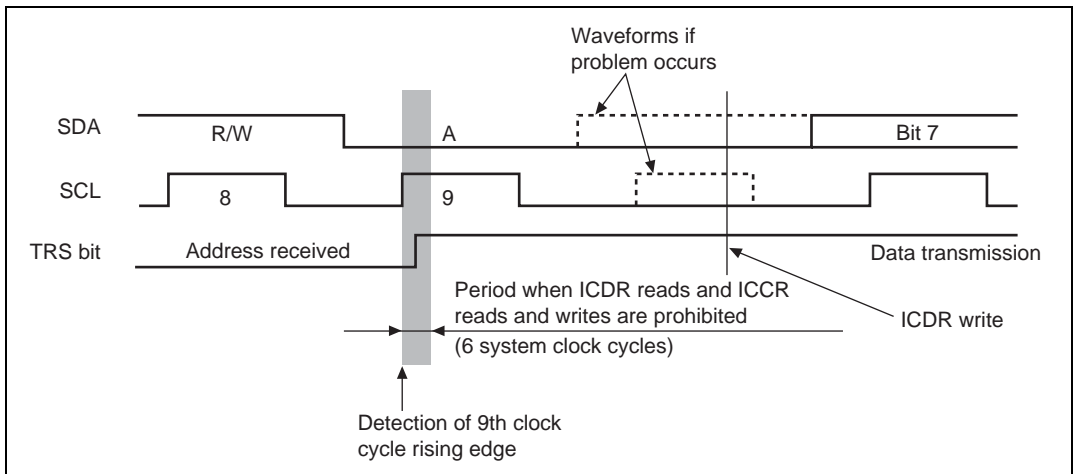 Waveforms if
problem occurs
SDA
R/W
A
Bit 7
SCL
8
9
TRS bit
Address received
Data transmission
Period when ICDR reads and ICCR
reads and writes are prohibited
(6 system clock cycles)
ICDR write
Detection of 9th clock
cycle rising edge